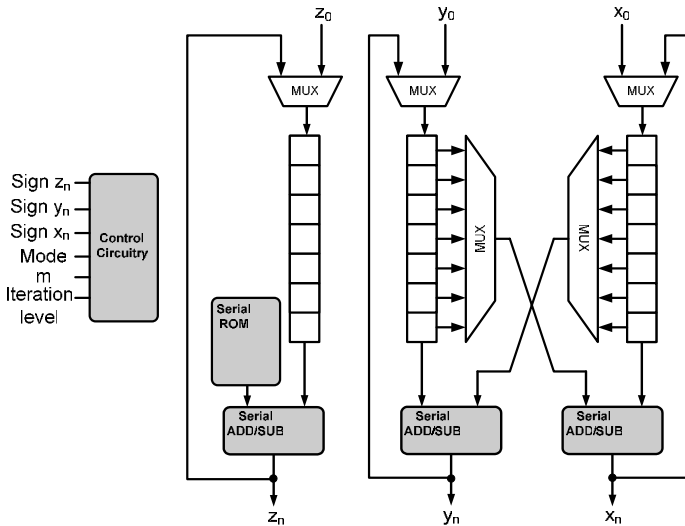 z0
y0
x0
MUX
MUX
MUX
Sign zn
Sign yn
Sign xn
Mode
m
Iteration
level
Control
Circuitry
MUX
MUX
Serial
ROM
Serial
ADD/SUB
Serial
ADD/SUB
Serial
ADD/SUB
zn
yn
xn